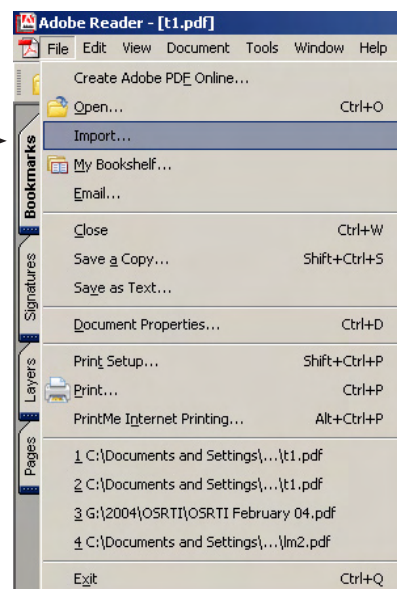 Adobe Reader - [t1.pdf]
File Edit View Document Tools Window Help
Create Adobe PDF Online...
Open... Ctrl+O
Import...
My Bookshelf...
Email...
Close Ctrl+W
Save a Copy... Shift+Ctrl+S
Save as Text...
Document Properties... Ctrl+D
Print Setup... Shift+Ctrl+P
Print... Ctrl+P
PrintMe Internet Printing... Alt+Ctrl+P
1 C:\Documents and Settings\...\t1.pdf
2 C:\Documents and Settings\...\t1.pdf
3 G:\2004\OSRTI\OSRTI February 04.pdf
4 C:\Documents and Settings\...\lm2.pdf
Exit Ctrl+Q
Bookmarks
Signatures
Layers
Pages